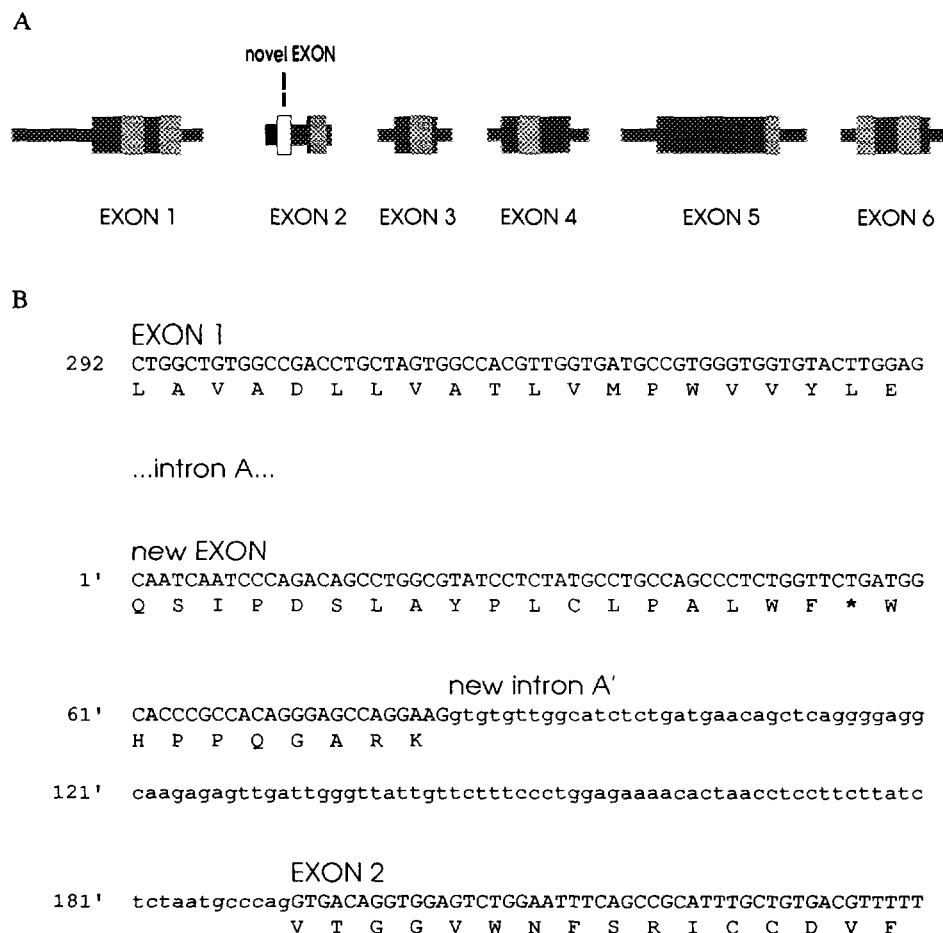 A
novel EXON
EXON 1 EXON 2 EXON 3 EXON 4 EXON 5 EXON 6
B
EXON 1
292 CTGGCTGTGGCCGACCTGCTAGTGGCCACGTTGGTGATGCCGTGGGTGGTGTACTTGGAG
L A V A D L L V A T L V M P W V V Y L E
...intron A...
new EXON
1' CAATCAATCCCAGACAGCCTGGCGTATCCTCTATGCCTGCCAGCCCTCTGGTTCTGATGG
Q S I P D S L A Y P L C L P A L W F * W
new intron A'
61' CACCCGCCACAGGGAGCCAGGAAGgtgtgttggcatctctgatgaacagctcaggggagg
H P P Q G A R K
121' caagagagttgattgggttattgttctttccctggagaaaacactaacctccttcttatc
EXON 2
181' tctaatgcccagGTGACAGGTGGAGTCTGGAATTTCAGCCGCATTTGCTGTGACGTTTTT
V T G G V W N F S R I C C D V F